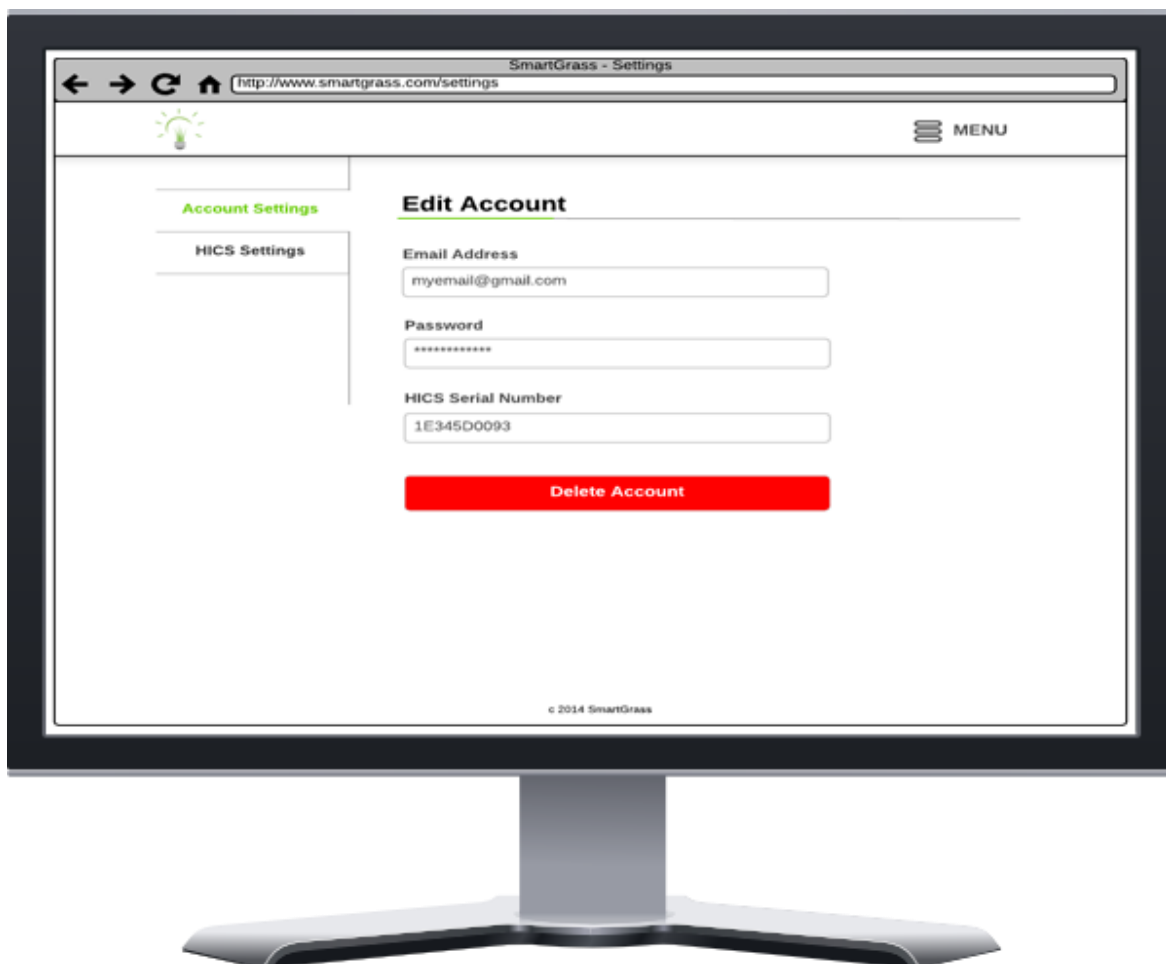 SmartGrass - Settings
http://www.smartgrass.com/settings
MENU
Account Settings
HICS Settings
Edit Account
Email Address
myemail@gmail.com
Password
************
HICS Serial Number
1E345D0093
Delete Account
c 2014 SmartGrass